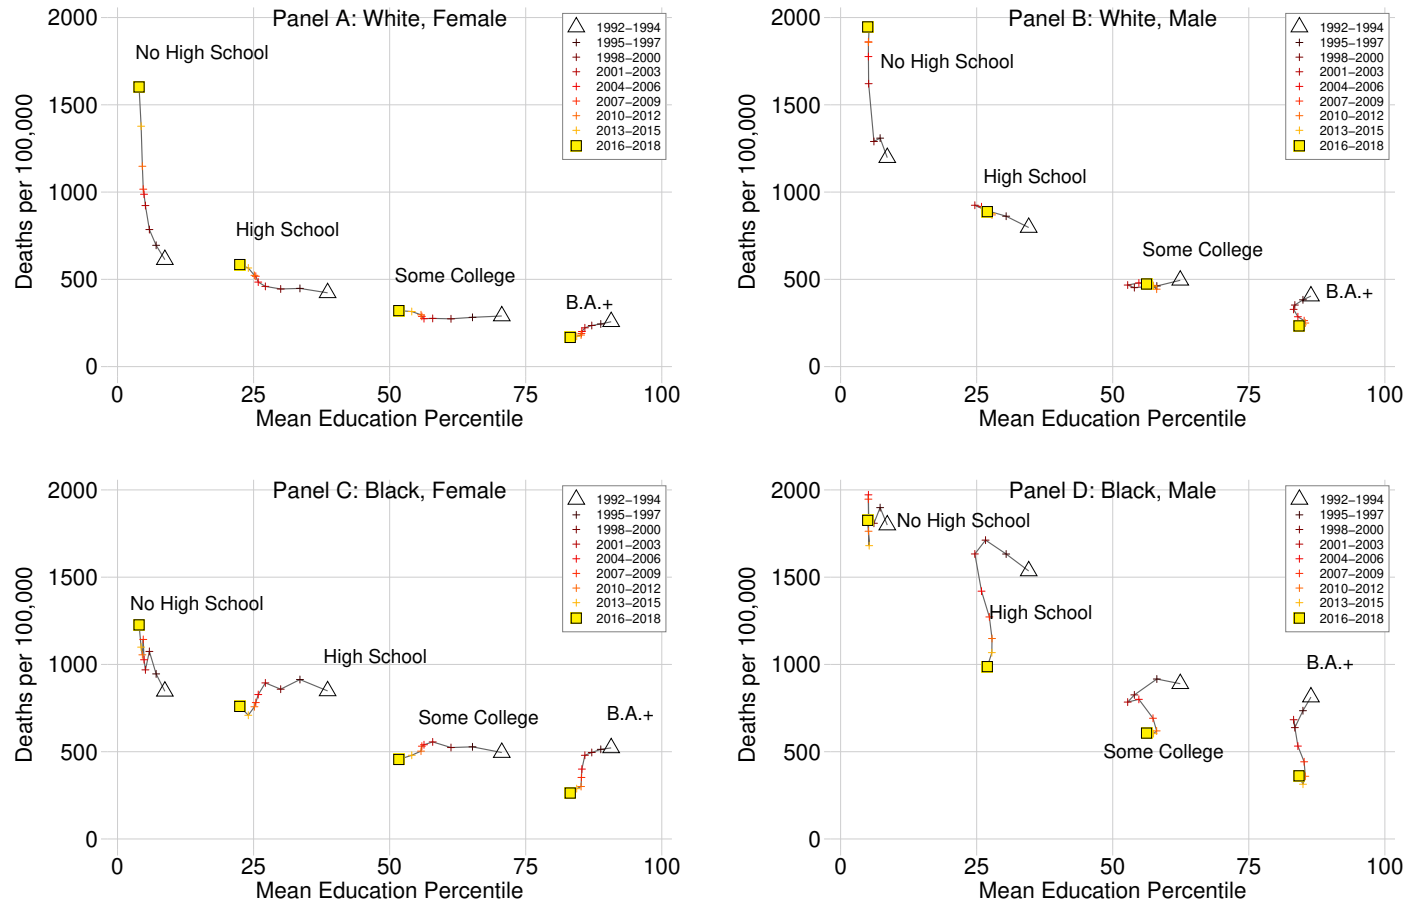 Panel A: White, Female
2000
1500
1000
500
0
Deaths per 100,000
No High School
High School
Some College
B.A.+
1992−1994
1995−1997
1998−2000
2001−2003
2004−2006
2007−2009
2010−2012
2013−2015
2016−2018
0 25 50 75 100
Mean Education Percentile
Panel B: White, Male
2000
1500
1000
500
0
Deaths per 100,000
No High School
High School
Some College
B.A.+
1992−1994
1995−1997
1998−2000
2001−2003
2004−2006
2007−2009
2010−2012
2013−2015
2016−2018
0 25 50 75 100
Mean Education Percentile
Panel C: Black, Female
2000
1500
1000
500
0
Deaths per 100,000
No High School
High School
Some College
B.A.+
1992−1994
1995−1997
1998−2000
2001−2003
2004−2006
2007−2009
2010−2012
2013−2015
2016−2018
0 25 50 75 100
Mean Education Percentile
Panel D: Black, Male
2000
1500
1000
500
0
Deaths per 100,000
No High School
High School
Some College
B.A.+
1992−1994
1995−1997
1998−2000
2001−2003
2004−2006
2007−2009
2010−2012
2013−2015
2016−2018
0 25 50 75 100
Mean Education Percentile